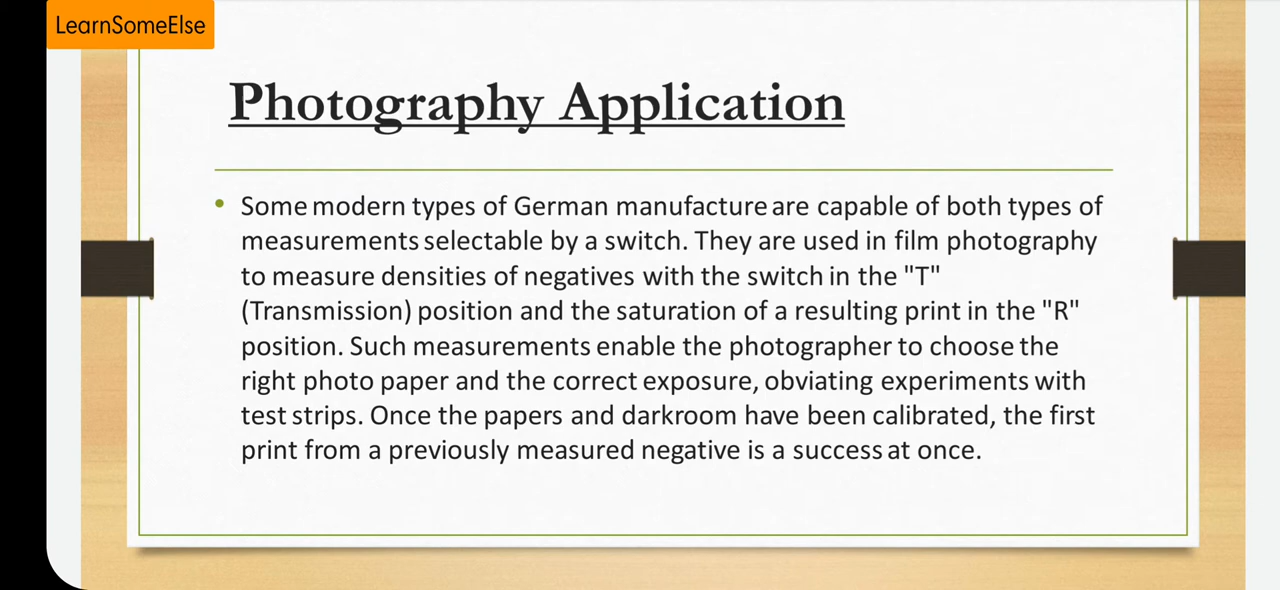 LearnSomeElse
Photography Application
• Some modern types of German manufacture are capable of both types of
measurements selectable by a switch. They are used in film photography
to measure densities of negatives with the switch in the "T"
(Transmission) position and the saturation of a resulting print in the "R"
position. Such measurements enable the photographer to choose the
right photo paper and the correct exposure, obviating experiments with
test strips. Once the papers and darkroom have been calibrated, the first
print from a previously measured negative is a success at once.